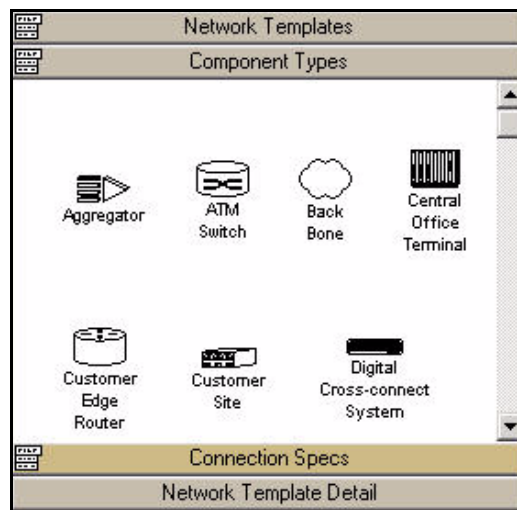 Network Templates
Component Types
Aggregator
ATM
Switch
Back
Bone
Central
Office
Terminal
Customer
Edge
Router
Customer
Site
Digital
Cross-connect
System
Connection Specs
Network Template Detail